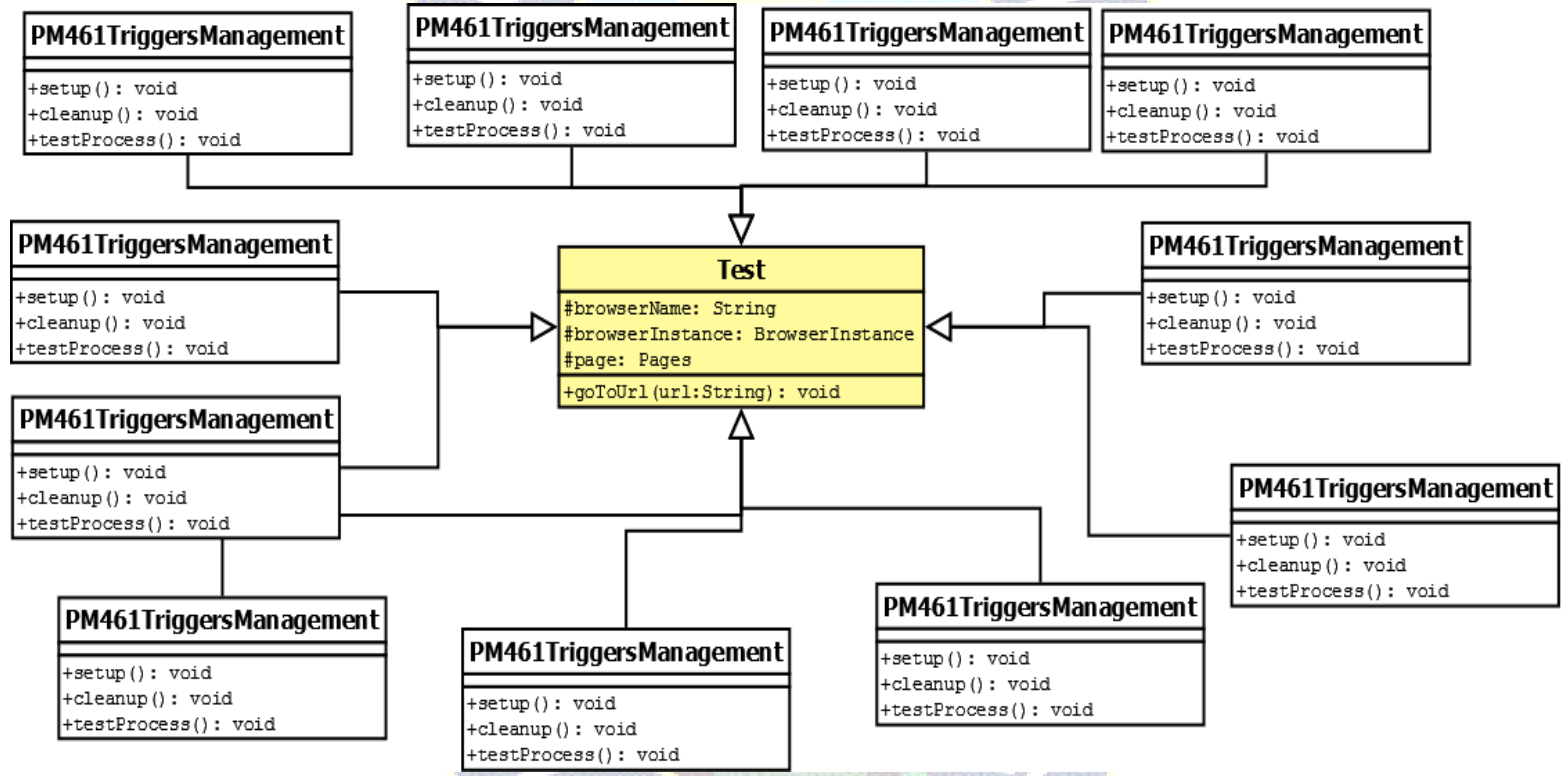 PM461TriggersManagement
+setup(): void
+cleanup(): void
+testProcess(): void
PM461TriggersManagement
+setup(): void
+cleanup(): void
+testProcess(): void
PM461TriggersManagement
+setup(): void
+cleanup(): void
+testProcess(): void
PM461TriggersManagement
+setup(): void
+cleanup(): void
+testProcess(): void
PM461TriggersManagement
+setup(): void
+cleanup(): void
+testProcess(): void
Test
#browserName: String
#browserInstance: BrowserInstance
#page: Pages
+goToUrl(url:String): void
PM461TriggersManagement
+setup(): void
+cleanup(): void
+testProcess(): void
PM461TriggersManagement
+setup(): void
+cleanup(): void
+testProcess(): void
PM461TriggersManagement
+setup(): void
+cleanup(): void
+testProcess(): void
PM461TriggersManagement
+setup(): void
+cleanup(): void
+testProcess(): void
PM461TriggersManagement
+setup(): void
+cleanup(): void
+testProcess(): void
PM461TriggersManagement
+setup(): void
+cleanup(): void
+testProcess(): void